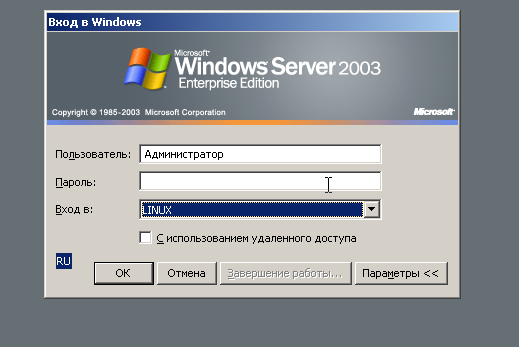 Вход в Windows
Microsoft
Windows Server 2003
Enterprise Edition
Copyright © 1985-2003 Microsoft Corporation Microsoft
Пользователь: Администратор
Пароль:
Вход в: LINUX
С использованием удаленного доступа
RU
OK Отмена Завершение работы... Параметры <<